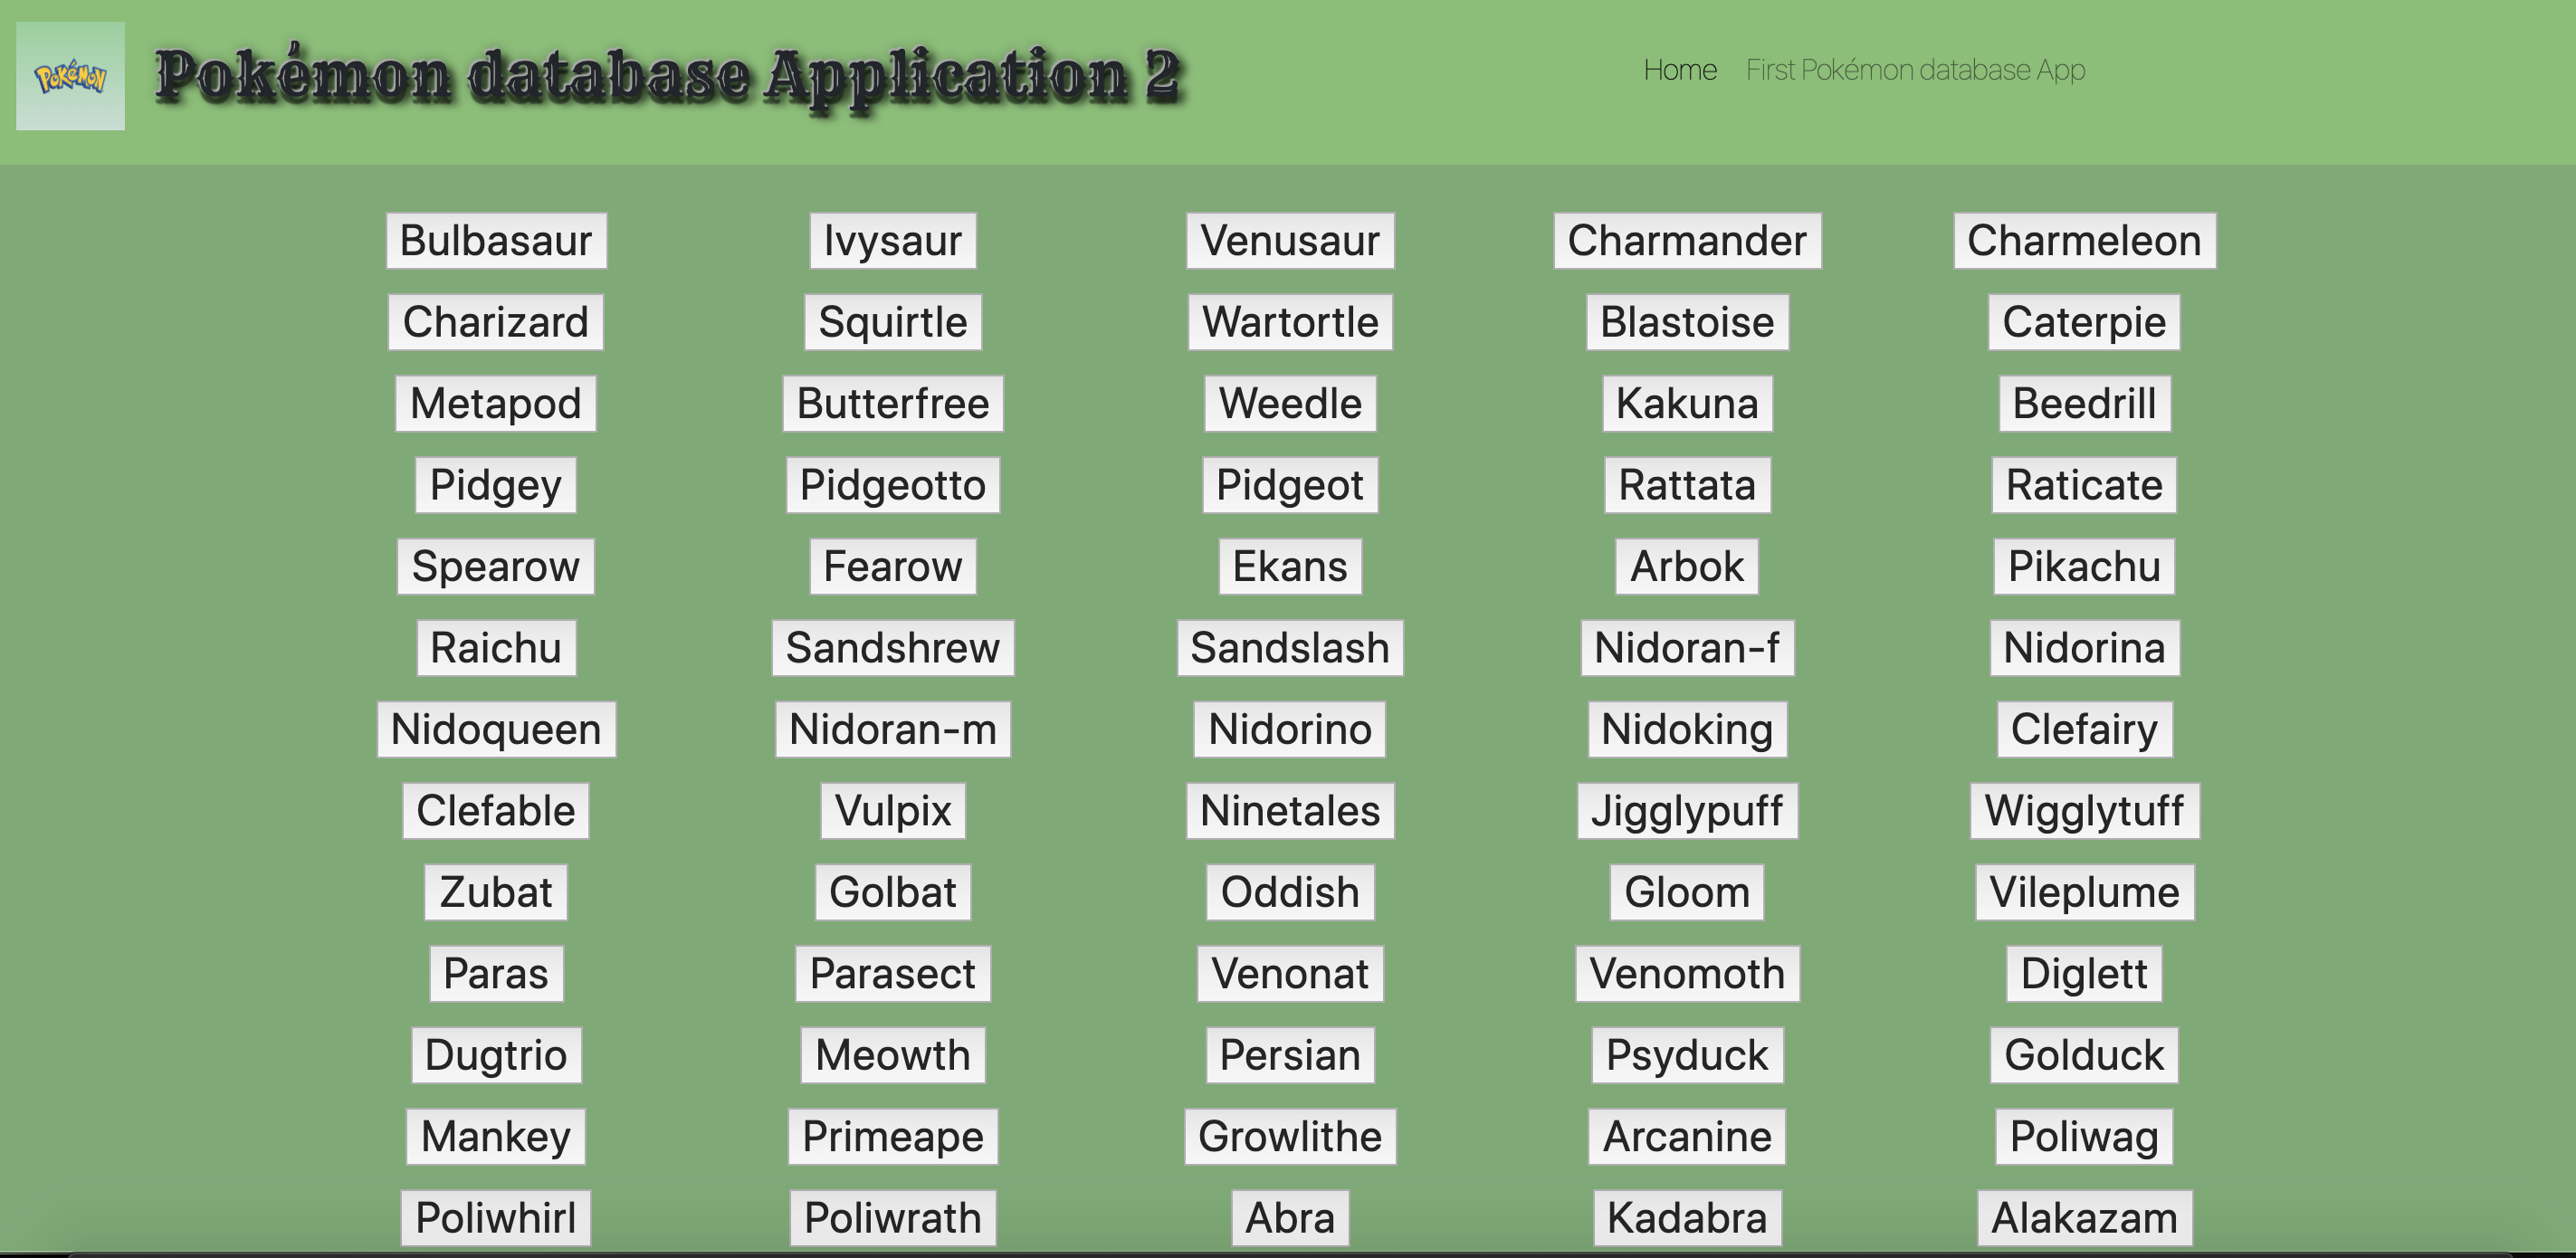 Pokémon
Pokémon database Application 2
Home First Pokémon database App
Bulbasaur Ivysaur Venusaur Charmander Charmeleon
Charizard Squirtle Wartortle Blastoise Caterpie
Metapod Butterfree Weedle Kakuna Beedrill
Pidgey Pidgeotto Pidgeot Rattata Raticate
Spearow Fearow Ekans Arbok Pikachu
Raichu Sandshrew Sandslash Nidoran-f Nidorina
Nidoqueen Nidoran-m Nidorino Nidoking Clefairy
Clefable Vulpix Ninetales Jigglypuff Wigglytuff
Zubat Golbat Oddish Gloom Vileplume
Paras Parasect Venonat Venomoth Diglett
Dugtrio Meowth Persian Psyduck Golduck
Mankey Primeape Growlithe Arcanine Poliwag
Poliwhirl Poliwrath Abra Kadabra Alakazam